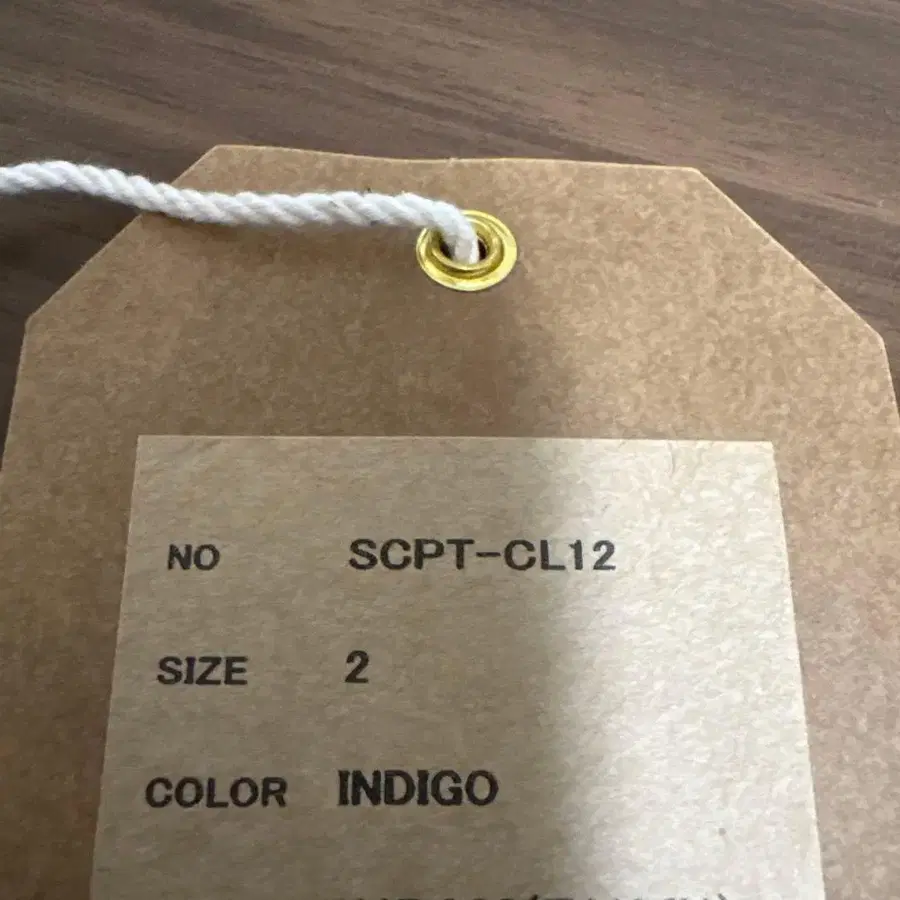 NO SCPT-CL12
SIZE 2
COLOR INDIGO